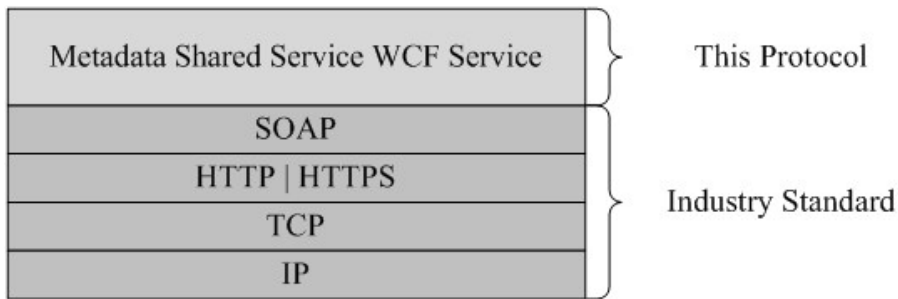 Metadata Shared Service WCF Service
This Protocol
SOAP
HTTP | HTTPS
TCP
IP
Industry Standard